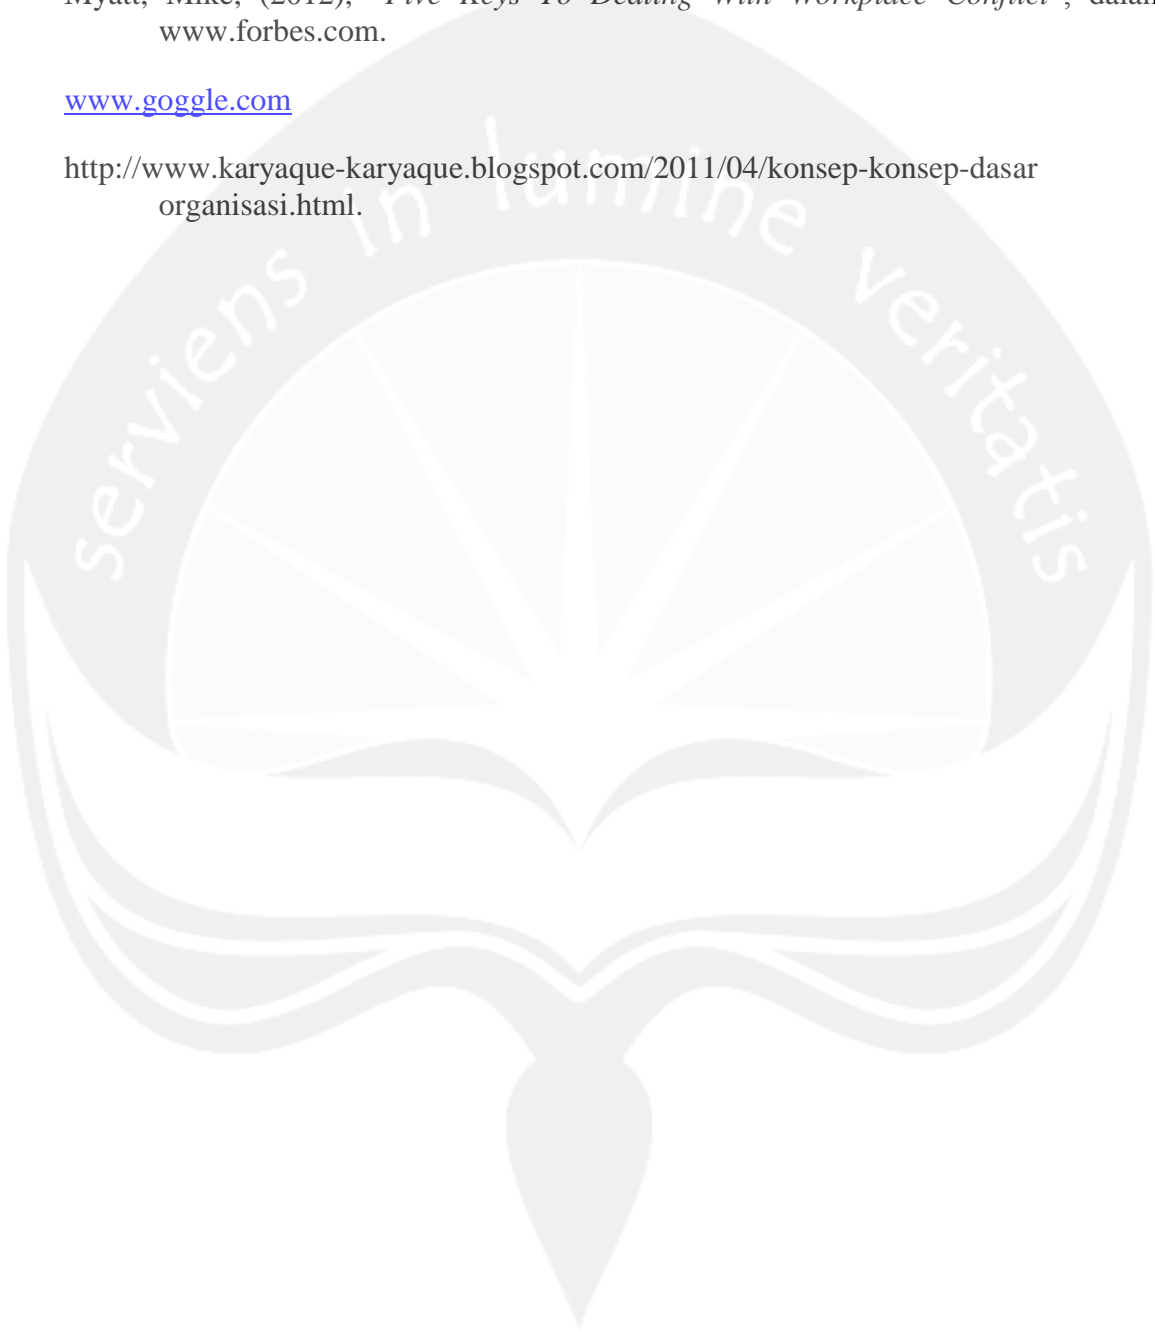 Myatt, Mike, (2012), "Five Keys To Dealing With Workplace Conflict", dalam
www.forbes.com.
www.goggle.com
http://www.karyaque-karyaque.blogspot.com/2011/04/konsep-konsep-dasar
organisasi.html.
serviens in lumine veritatis